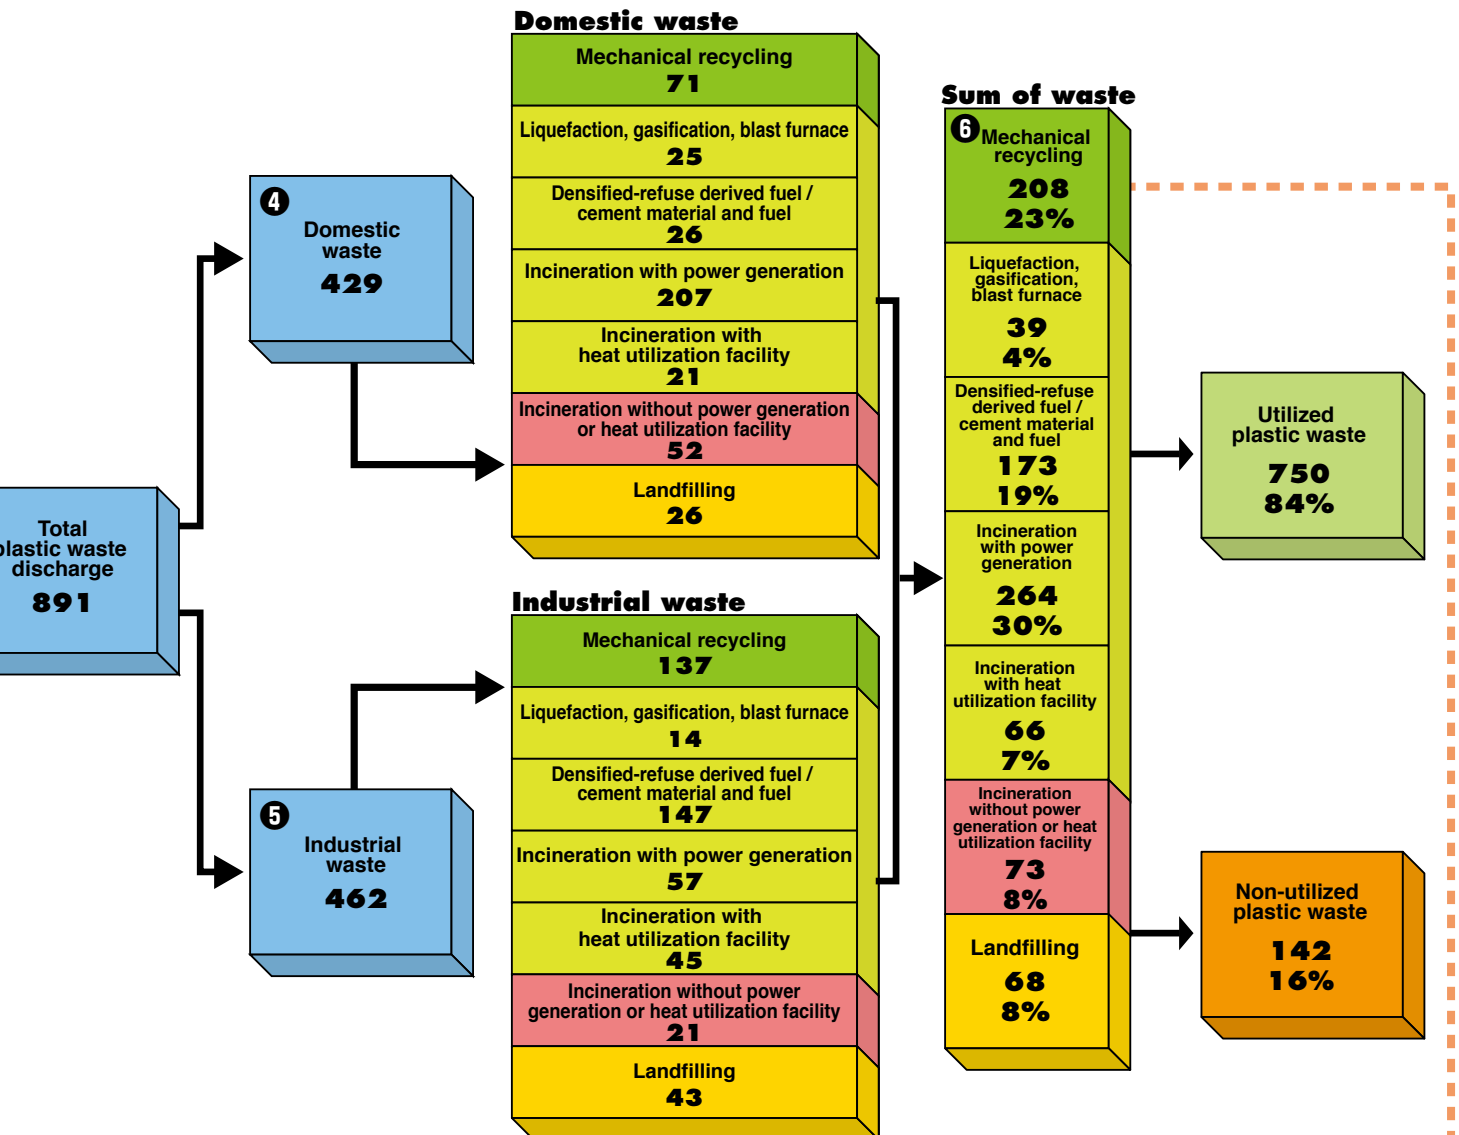 Total
plastic waste
discharge
891
4
Domestic
waste
429
5
Industrial
waste
462
Domestic waste
Mechanical recycling
71
Liquefaction, gasification, blast furnace
25
Densified-refuse derived fuel /
cement material and fuel
26
Incineration with power generation
207
Incineration with
heat utilization facility
21
Incineration without power generation
or heat utilization facility
52
Landfilling
26
Industrial waste
Mechanical recycling
137
Liquefaction, gasification, blast furnace
14
Densified-refuse derived fuel /
cement material and fuel
147
Incineration with power generation
57
Incineration with
heat utilization facility
45
Incineration without power
generation or heat utilization facility
21
Landfilling
43
Sum of waste
6
Mechanical
recycling
208
23%
Liquefaction,
gasification,
blast furnace
39
4%
Densified-refuse
derived fuel /
cement material
and fuel
173
19%
Incineration
with power
generation
264
30%
Incineration
with heat
utilization facility
66
7%
Incineration
without power
generation or heat
utilization facility
73
8%
Landfilling
68
8%
Utilized
plastic waste
750
84%
Non-utilized
plastic waste
142
16%